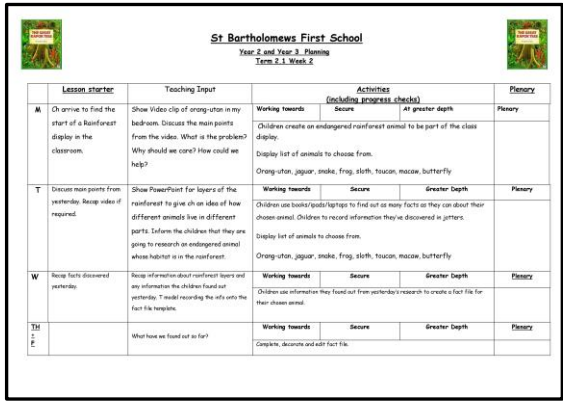 THE GREAT
KAPOK TREE
St Bartholomews First School
THE GREAT
KAPOK TREE
Year 2 and Year 3 Planning
Term 2.1 Week 2
Lesson starter
Teaching Input
Activities
(including progress checks)
Plenary
M
Ch arrive to find the
start of a Rainforest
display in the
classroom.
Show Video clip of orang-utan in my
bedroom. Discuss the main points
from the video. What is the problem?
Why should we care? How could we
help?
Working towards
Secure
At greater depth
Plenary
Children create an endangered rainforest animal to be part of the class
display.
Display list of animals to choose from.
Orang-utan, jaguar, snake, frog, sloth, toucan, macaw, butterfly
T
Discuss main points from
yesterday. Recap video if
required.
Show PowerPoint for layers of the
rainforest to give ch an idea of how
different animals live in different
parts. Inform the children that they are
going to research an endangered animal
whose habitat is in the rainforest.
Working towards
Secure
Greater Depth
Plenary
Children use books/ipads/laptops to find out as many facts as they can about their
chosen animal. Children to record information they've discovered in jotters.
Display list of animals to choose from.
Orang-utan, jaguar, snake, frog, sloth, toucan, macaw, butterfly
W
Recap facts discovered
yesterday.
Recap information about rainforest layers and
any information the children found out
yesterday. T model recording the info onto the
fact file template.
Working towards
Secure
Greater Depth
Plenary
Children use information they found out from yesterday's research to create a fact file for
their chosen animal.
TH
+
F
What have we found out so far?
Working towards
Secure
Greater Depth
Plenary
Complete, decorate and edit fact file.